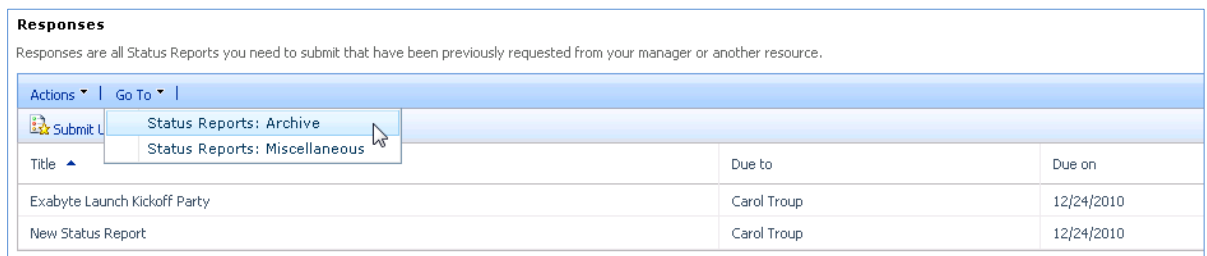 Responses
Responses are all Status Reports you need to submit that have been previously requested from your manager or another resource.
Actions | Go To |
Submit
Status Reports: Archive
Status Reports: Miscellaneous
Title Due to Due on
Exabyte Launch Kickoff Party Carol Troup 12/24/2010
New Status Report Carol Troup 12/24/2010